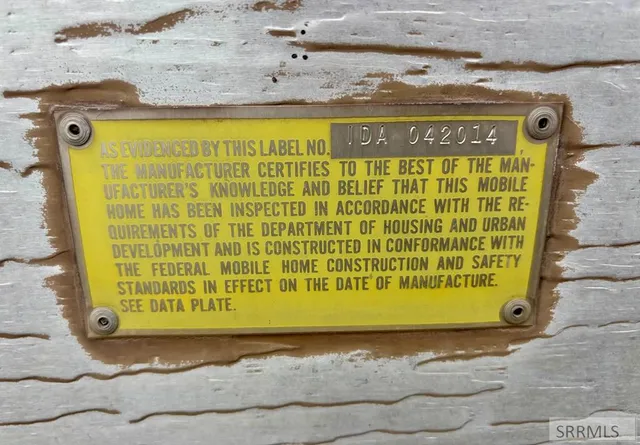 AS EVIDENCED BY THIS LABEL NO. IDA 042014,
THE MANUFACTURER CERTIFIES TO THE BEST OF THE MAN-
UFACTURER'S KNOWLEDGE AND BELIEF THAT THIS MOBILE
HOME HAS BEEN INSPECTED IN ACCORDANCE WITH THE RE-
QUIREMENTS OF THE DEPARTMENT OF HOUSING AND URBAN
DEVELOPMENT AND IS CONSTRUCTED IN CONFORMANCE WITH
THE FEDERAL MOBILE HOME CONSTRUCTION AND SAFETY
STANDARDS IN EFFECT ON THE DATE OF MANUFACTURE.
SEE DATA PLATE.
SRRMLS